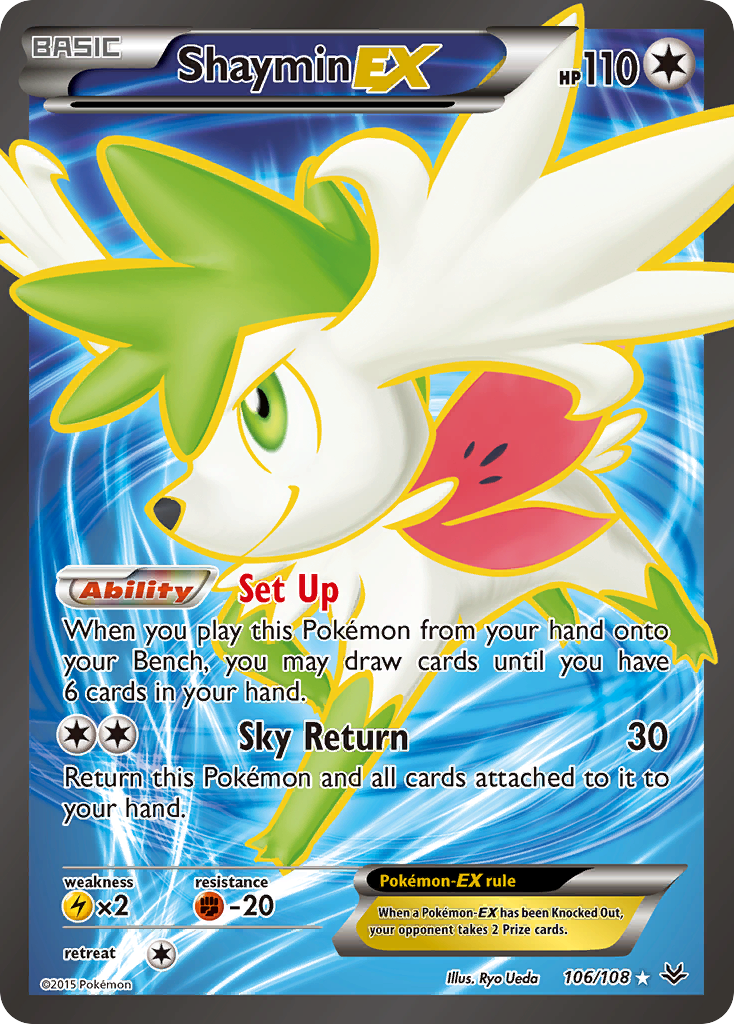 BASIC
Shaymin EX
HP110
Ability Set Up
When you play this Pokémon from your hand onto
your Bench, you may draw cards until you have
6 cards in your hand.
Sky Return 30
Return this Pokémon and all cards attached to it to
your hand.
weakness resistance
×2 -20
retreat
Pokémon-EX rule
When a Pokémon-EX has been Knocked Out,
your opponent takes 2 Prize cards.
©2015 Pokémon Illus. Ryo Ueda 106/108